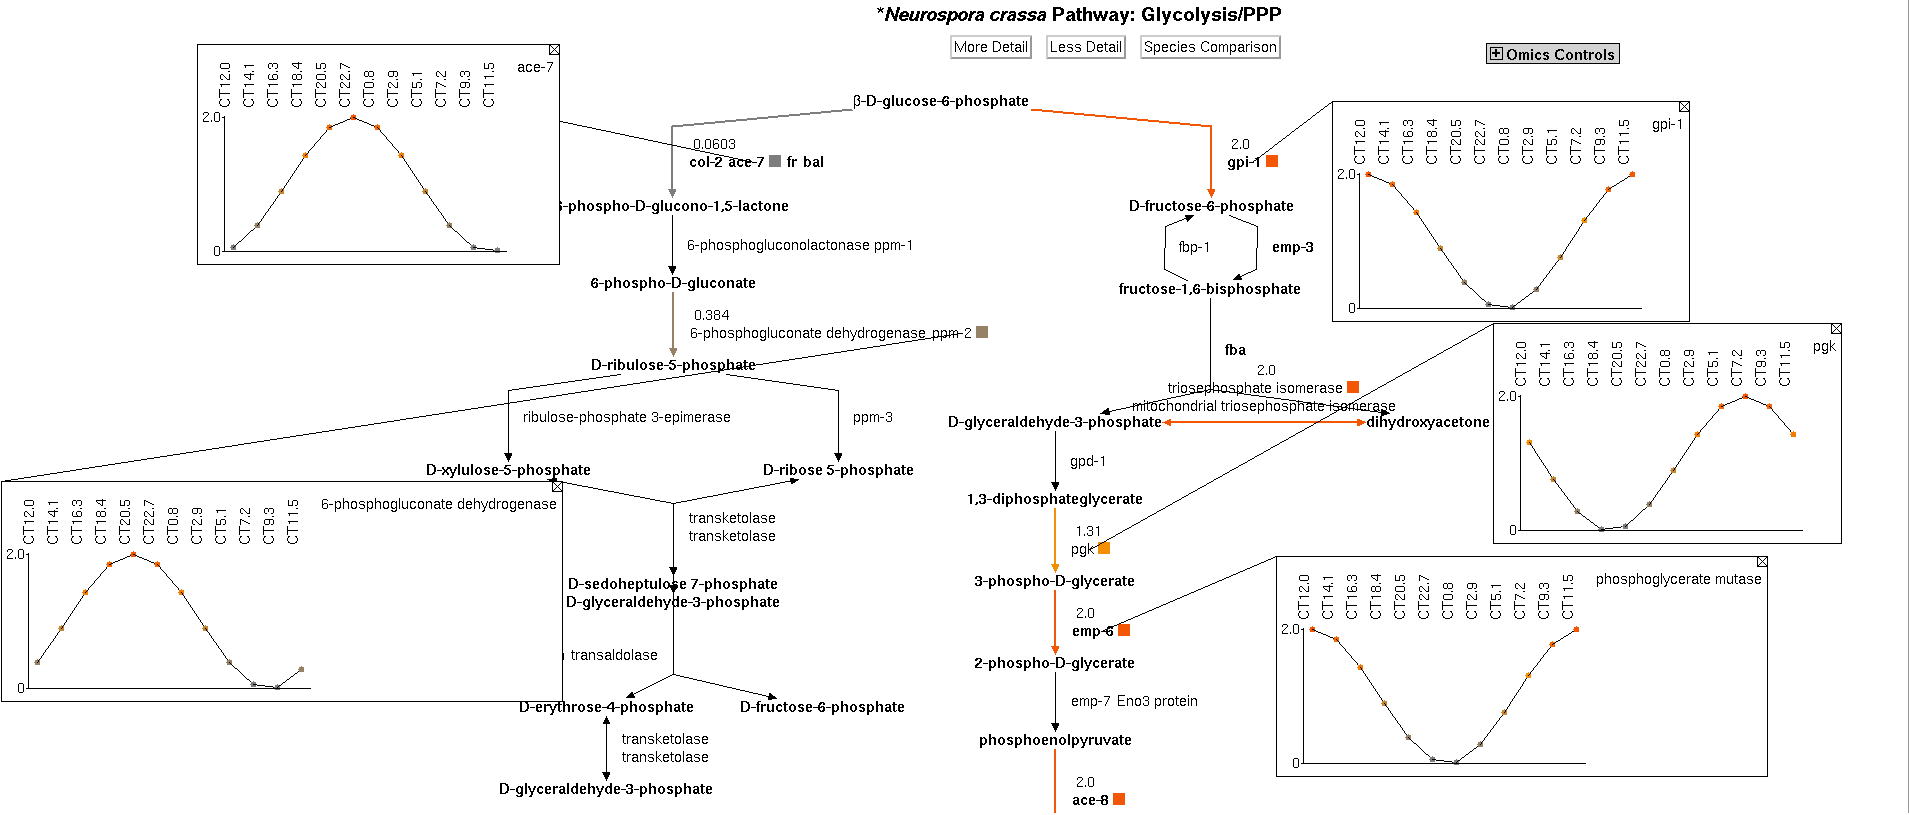 *Neurospora crassa Pathway: Glycolysis/PPP
More Detail Less Detail Species Comparison
Omics Controls
ace-7
CT12.0 CT14.1 CT16.3 CT18.4 CT20.5 CT22.7 CT0.8 CT2.9 CT5.1 CT7.2 CT9.3 CT11.5
2.0
0
β-D-glucose-6-phosphate
0.0603
col-2 ace-7 fr bal
6-phospho-D-glucono-1,5-lactone
6-phosphogluconolactonase ppm-1
6-phospho-D-gluconate
0.384
6-phosphogluconate dehydrogenase ppm-2
D-ribulose-5-phosphate
ribulose-phosphate 3-epimerase
ppm-3
D-xylulose-5-phosphate
D-ribose 5-phosphate
6-phosphogluconate dehydrogenase
CT12.0 CT14.1 CT16.3 CT18.4 CT20.5 CT22.7 CT0.8 CT2.9 CT5.1 CT7.2 CT9.3 CT11.5
2.0
0
transketolase
transketolase
D-sedoheptulose 7-phosphate
D-glyceraldehyde-3-phosphate
transaldolase
D-erythrose-4-phosphate
D-fructose-6-phosphate
transketolase
transketolase
D-glyceraldehyde-3-phosphate
2.0
gpi-1
gpi-1
CT12.0 CT14.1 CT16.3 CT18.4 CT20.5 CT22.7 CT0.8 CT2.9 CT5.1 CT7.2 CT9.3 CT11.5
2.0
0
D-fructose-6-phosphate
fbp-1
emp-3
fructose-1,6-bisphosphate
fba
2.0
triosephosphate isomerase
mitochondrial triosephosphate isomerase
D-glyceraldehyde-3-phosphate
dihydroxyacetone
pgk
CT12.0 CT14.1 CT16.3 CT18.4 CT20.5 CT22.7 CT0.8 CT2.9 CT5.1 CT7.2 CT9.3 CT11.5
2.0
0
gpd-1
1,3-diphosphateglycerate
1.31
pgk
3-phospho-D-glycerate
2.0
emp-6
phosphoglycerate mutase
CT12.0 CT14.1 CT16.3 CT18.4 CT20.5 CT22.7 CT0.8 CT2.9 CT5.1 CT7.2 CT9.3 CT11.5
2.0
0
2-phospho-D-glycerate
emp-7 Eno3 protein
phosphoenolpyruvate
2.0
ace-8